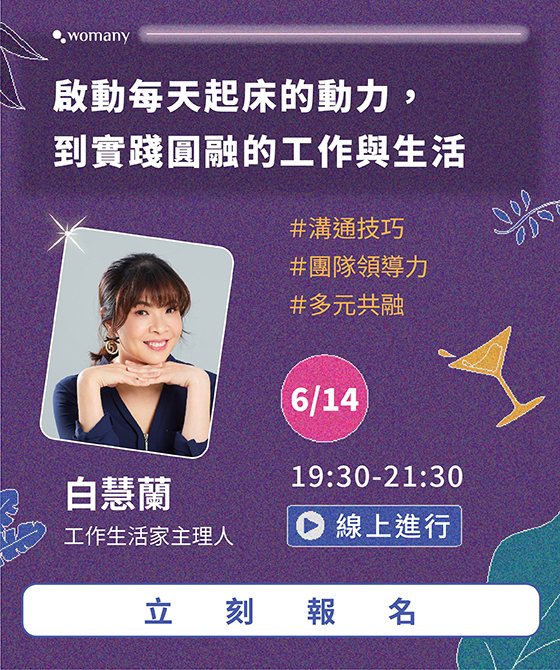 womany
啟動每天起床的動力，
到實踐圓融的工作與生活
#溝通技巧
#團隊領導力
#多元共融
6/14
19:30-21:30
線上進行
白慧蘭
工作生活家主理人
立刻報名